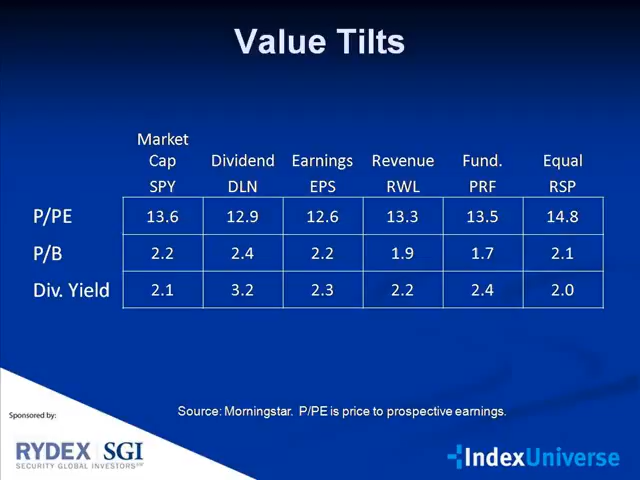 Value Tilts
Market
Cap Dividend Earnings Revenue Fund. Equal
SPY DLN EPS RWL PRF RSP
P/PE 13.6 12.9 12.6 13.3 13.5 14.8
P/B 2.2 2.4 2.2 1.9 1.7 2.1
Div. Yield 2.1 3.2 2.3 2.2 2.4 2.0
Source: Morningstar. P/PE is price to prospective earnings.
Sponsored by:
RYDEX SGI
SECURITY GLOBAL INVESTORS
IndexUniverse